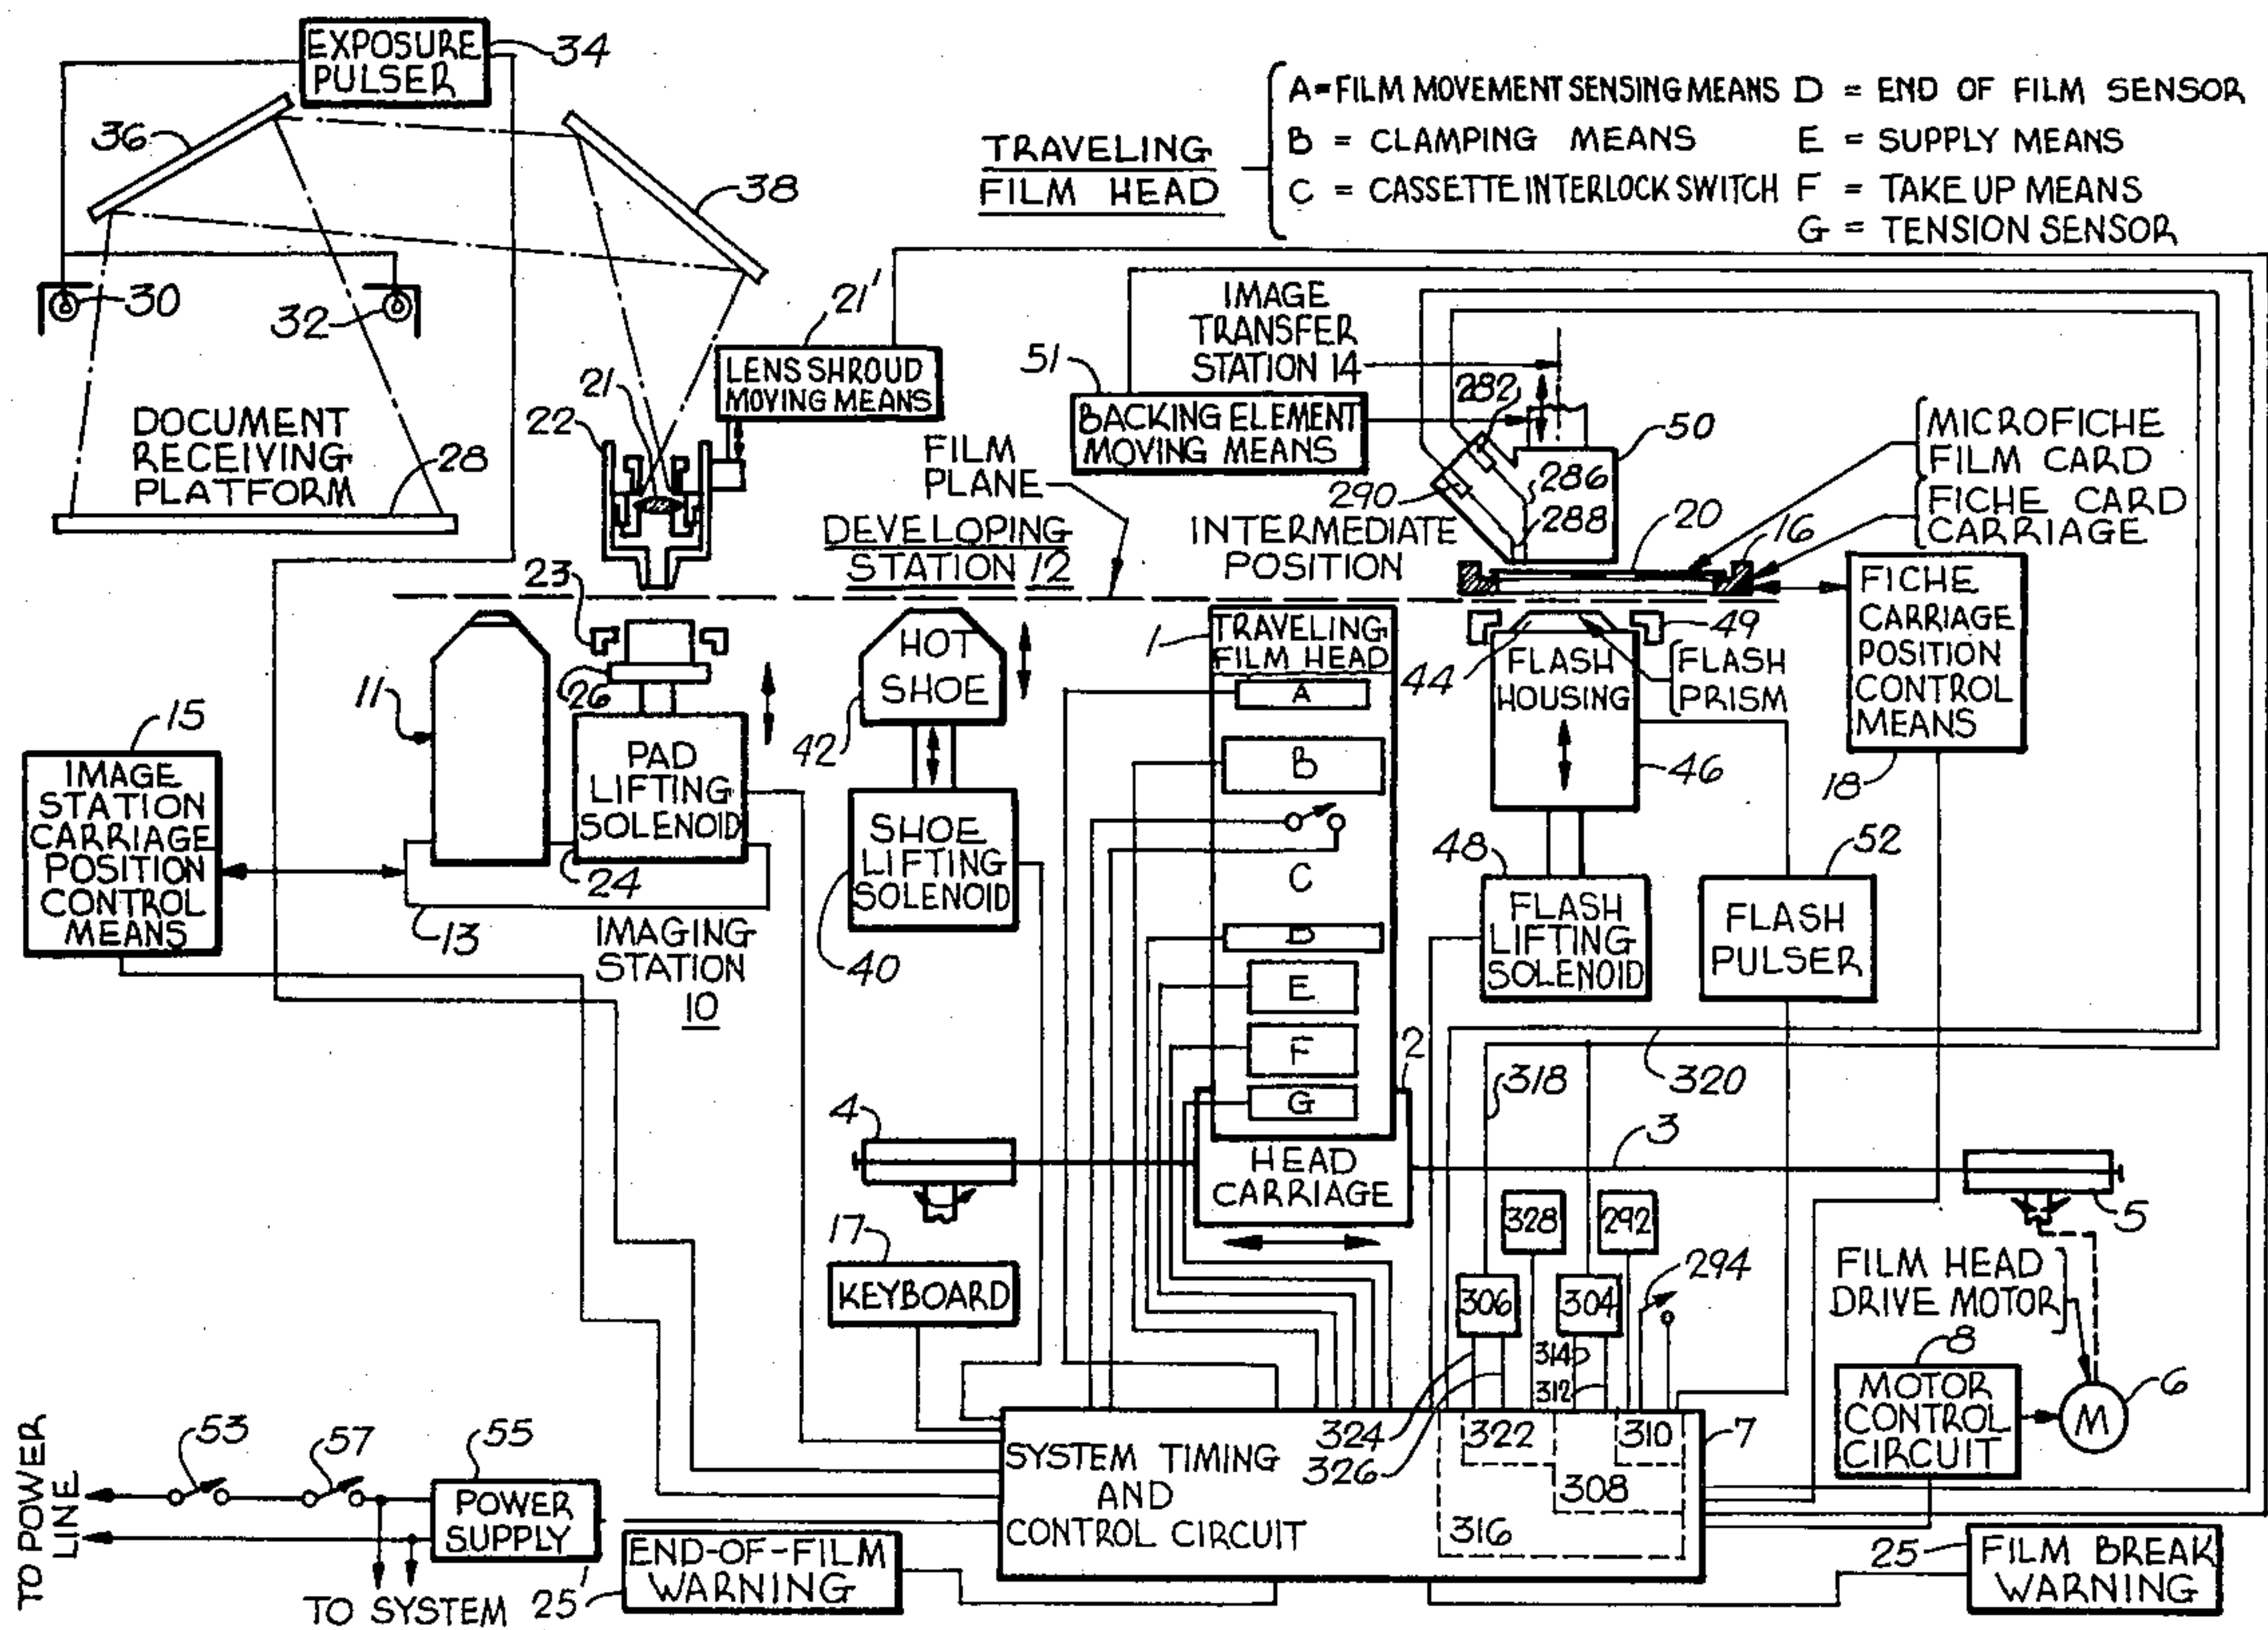 EXPOSURE
PULSER
34
36
38
30
32
TRAVELING
FILM HEAD
A=FILM MOVEMENT SENSING MEANS
B = CLAMPING MEANS
C = CASSETTE INTERLOCK SWITCH
D = END OF FILM SENSOR
E = SUPPLY MEANS
F = TAKE UP MEANS
G = TENSION SENSOR
21'
LENS SHROUD
MOVING MEANS
21
22
DOCUMENT
RECEIVING
PLATFORM
28
IMAGE
TRANSFER
STATION 14
51
BACKING ELEMENT
MOVING MEANS
282
50
290
286
288
MICROFICHE
FILM CARD
FICHE CARD
CARRIAGE
20
16
FILM
PLANE
DEVELOPING
STATION 12
INTERMEDIATE
POSITION
23
26
11
HOT
SHOE
42
1
TRAVELING
FILM HEAD
A
B
C
D
E
F
G
44
49
FLASH
HOUSING
FLASH
PRISM
46
FICHE
CARRIAGE
POSITION
CONTROL
MEANS
18
15
IMAGE
STATION
CARRIAGE
POSITION
CONTROL
MEANS
PAD
LIFTING
SOLENOID
24
13
IMAGING
STATION
10
SHOE
LIFTING
SOLENOID
40
48
FLASH
LIFTING
SOLENOID
52
FLASH
PULSER
2
318
320
4
3
5
HEAD
CARRIAGE
17
KEYBOARD
328
292
294
306
304
314
312
FILM HEAD
DRIVE MOTOR
8
MOTOR
CONTROL
CIRCUIT
M
6
324
326
322
310
308
316
7
SYSTEM TIMING
AND
CONTROL CIRCUIT
TO POWER
LINE
53
57
55
POWER
SUPPLY
TO SYSTEM
25'
END-OF-FILM
WARNING
25
FILM BREAK
WARNING